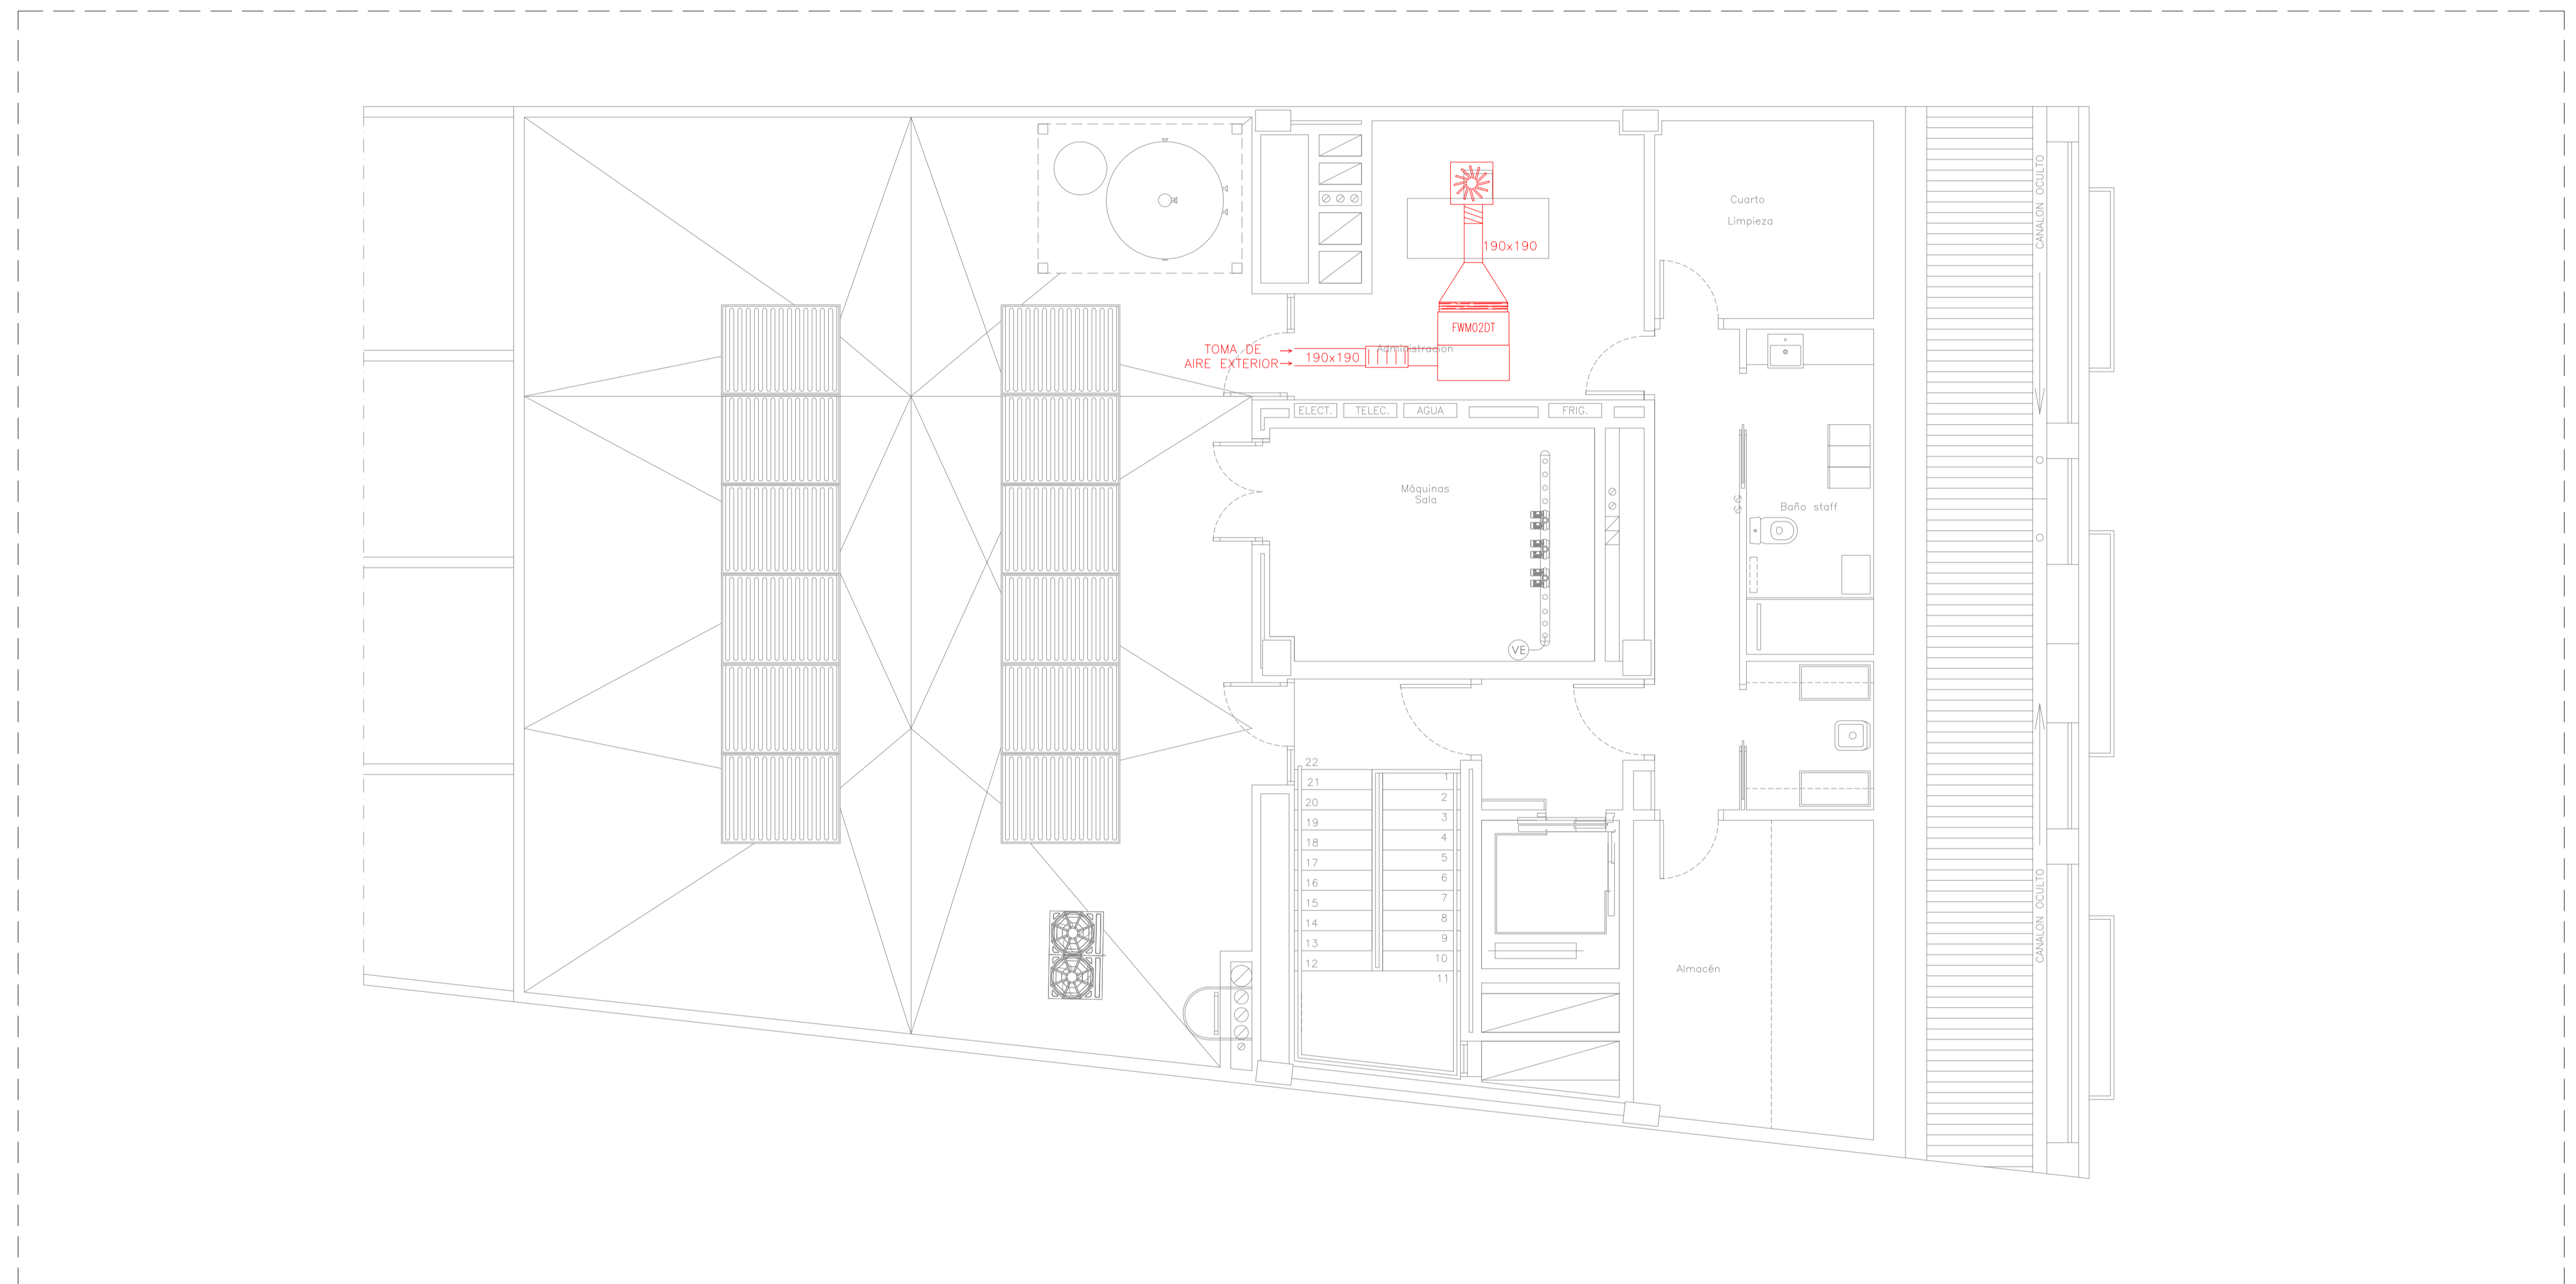 CANALON OCULTO
Cuarto
Limpieza
190x190
FWM02DT
TOMA DE
AIRE EXTERIOR
190x190
Administracion
ELECT.
TELEC.
AGUA
FRIG.
Máquinas
Sala
Baño staff
VE
22
21
20
19
18
17
16
15
14
13
12
1
2
3
4
5
6
7
8
9
10
11
Almacén
CANALON OCULTO